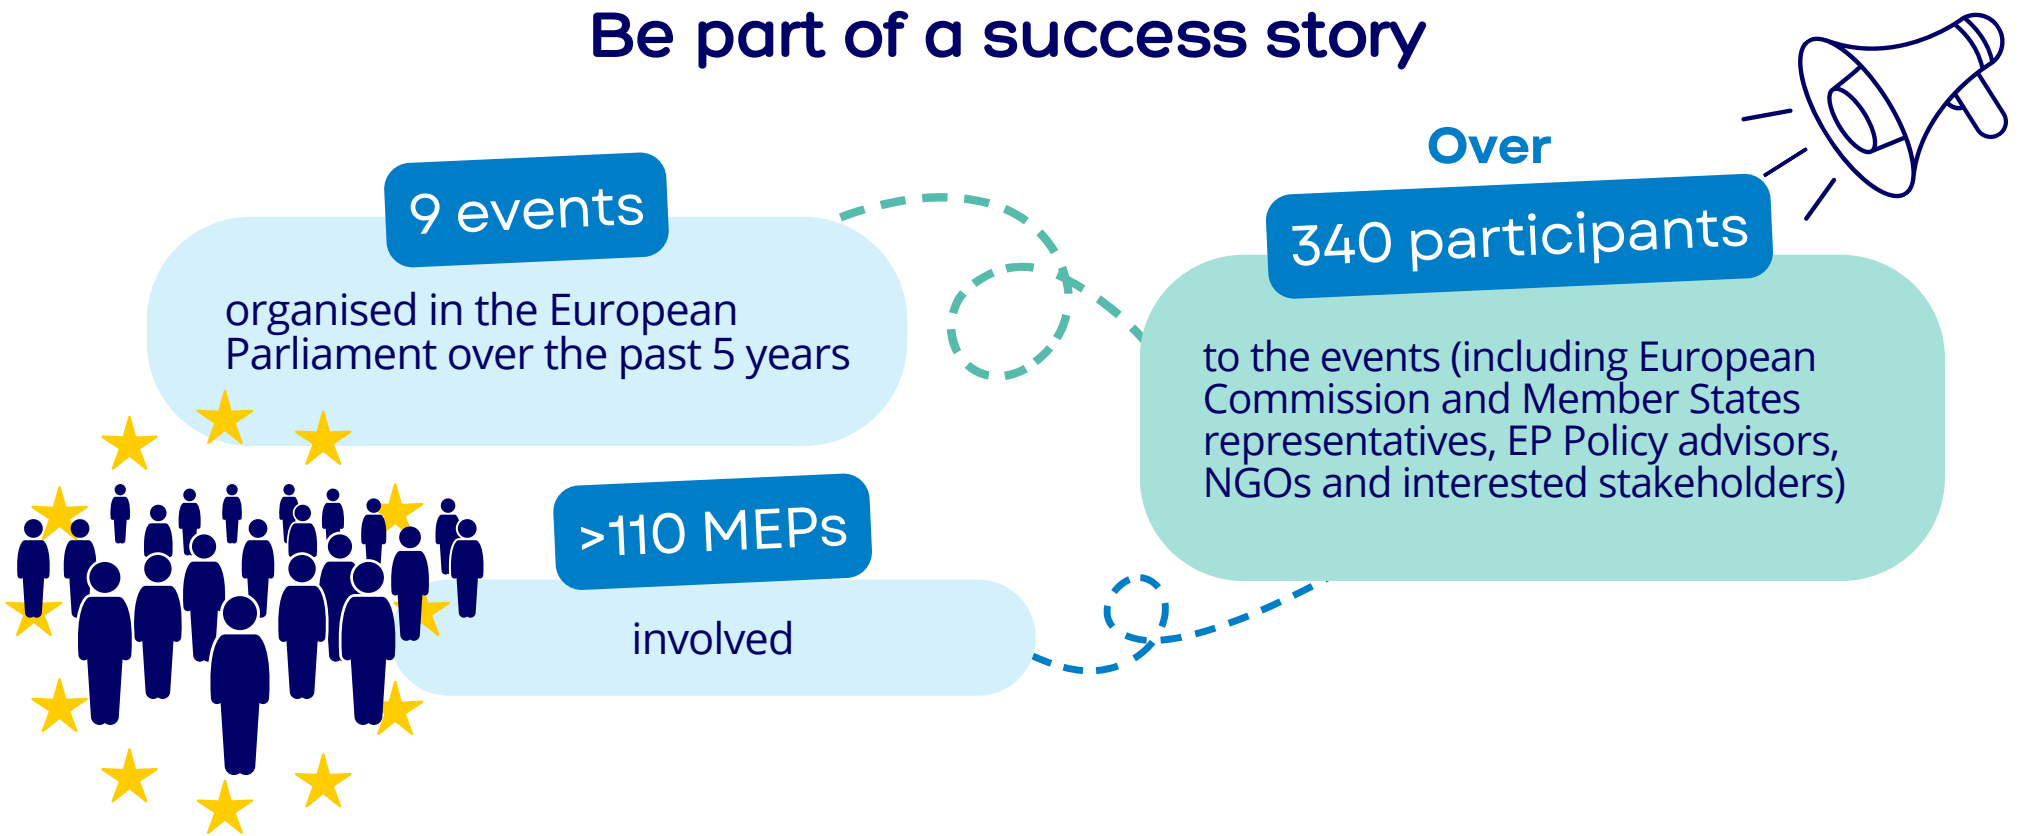 Be part of a success story
9 events
organised in the European
Parliament over the past 5 years
>110 MEPs
involved
Over
340 participants
to the events (including European
Commission and Member States
representatives, EP Policy advisors,
NGOs and interested stakeholders)